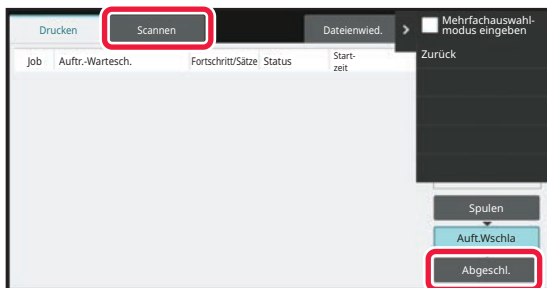 Drucken
Scannen
Dateienwied.
Mehrfachauswahl-
modus eingeben
Zurück
Job
Auftr.-Wartesch.
Fortschritt/Sätze
Status
Start-
zeit
Spulen
Auft.Wschla
Abgeschl.